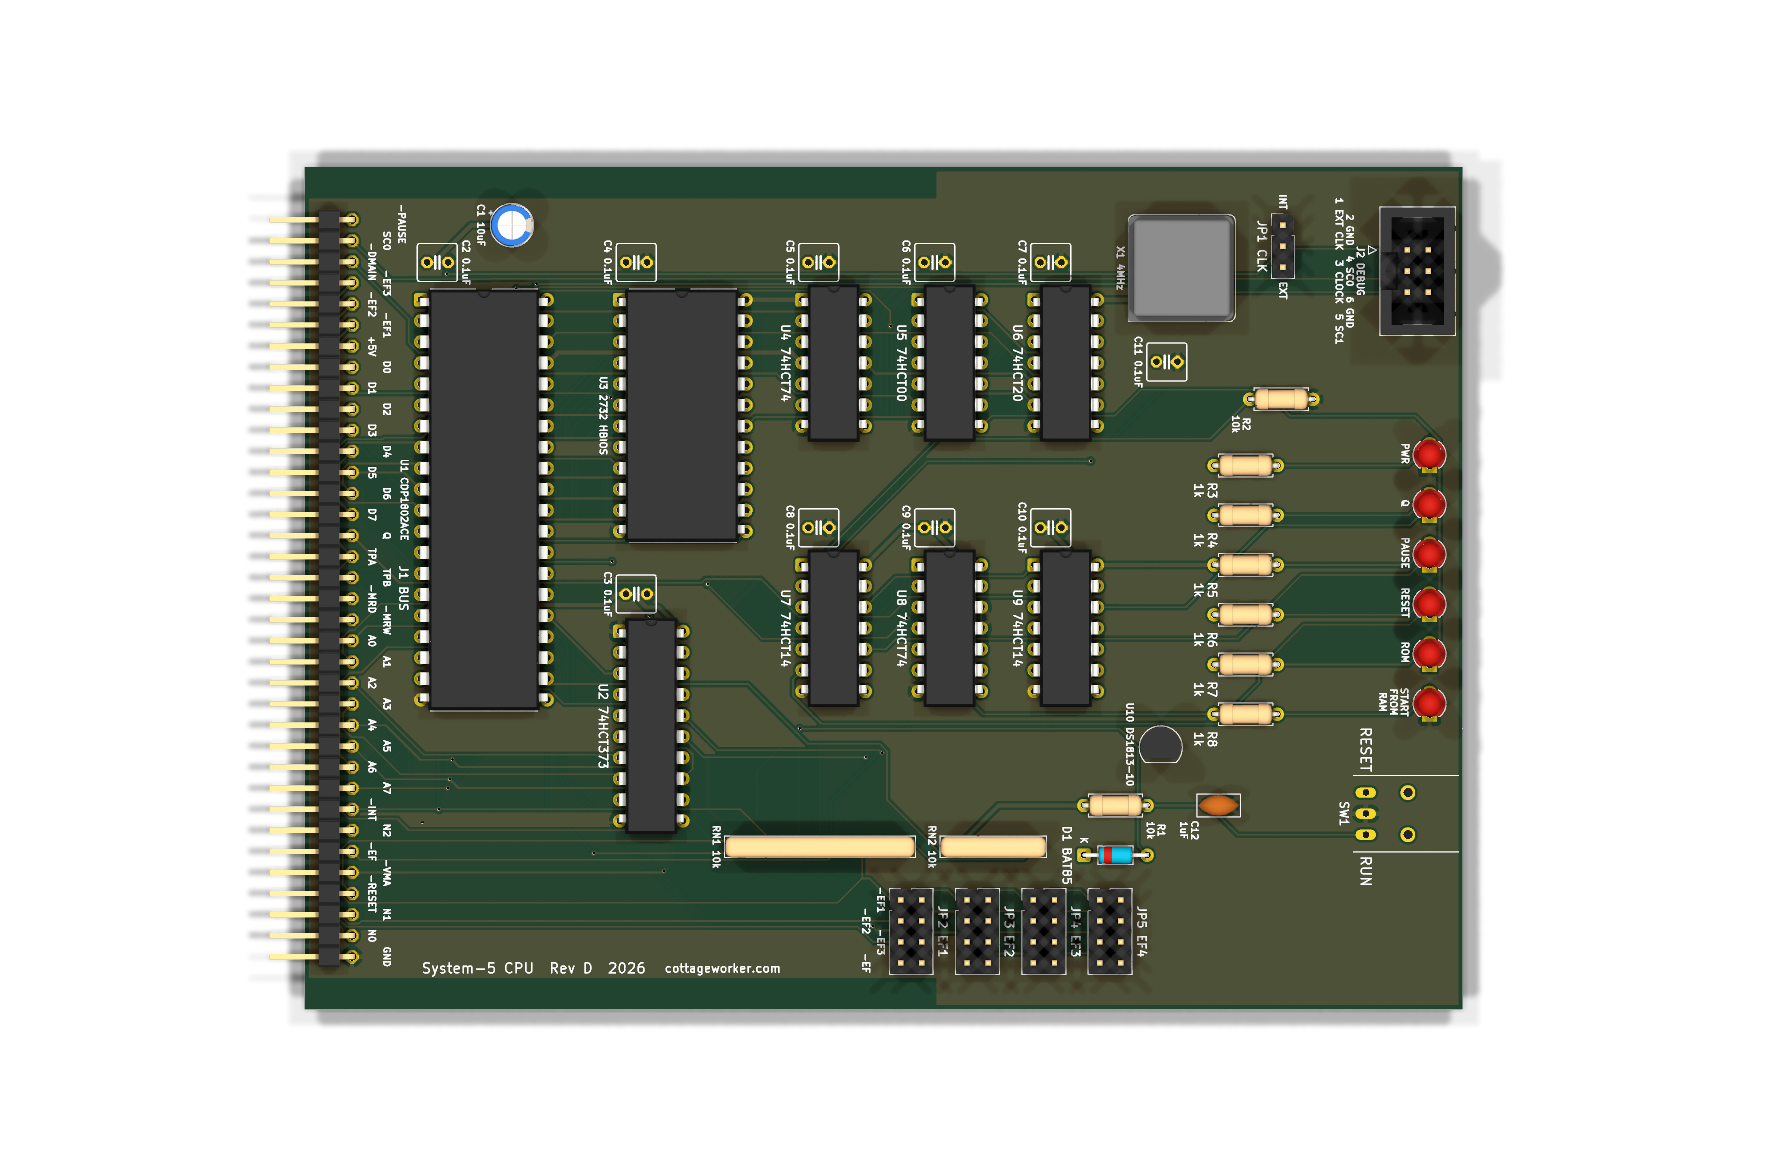 -PAUSE
SC0
-DMAIN
-EF3
-EF2
-EF1
+5V
D0
D1
D2
D3
D4
D5
D6
D7
Q
TPA
TPB
-MRD
-MRW
A0
A1
A2
A3
A4
A5
A6
A7
-INT
N2
-EF
-VMA
-RESET
N1
N0
GND
J1 BUS
U1 CDP1802ACE
C1 10uF
+
C2 0.1uF
C4 0.1uF
U3 2732 HBIOS
C3 0.1uF
U2 74HCT373
C5 0.1uF
U4 74HCT74
C6 0.1uF
U5 74HCT00
C7 0.1uF
U6 74HCT20
C8 0.1uF
U7 74HCT14
C9 0.1uF
U8 74HCT74
C10 0.1uF
U9 74HCT14
X1 4MHz
C11 0.1uF
INT
JP1 CLK
EXT
J2 DEBUG
2 GND 4 SC0 6 GND
1 EXT CLK 3 CLOCK 5 SC1
R2
10k
R3
1k
R4
1k
R5
1k
R6
1k
R7
1k
R8
1k
PWR
Q
PAUSE
RESET
ROM
START
FROM
RAM
U10 DS1813-10
R1
10k
C12
1uF
D1 BAT85
K
RESET
SW1
RUN
RN1 10k
RN2 10k
-EF1
-EF2
-EF3
-EF
JP2 EF1
JP3 EF2
JP4 EF3
JP5 EF4
System-5 CPU Rev D 2026 cottageworker.com